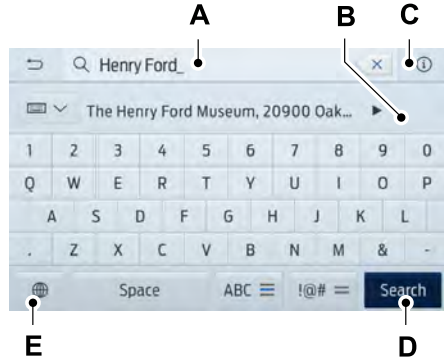 A B C
Henry Ford_ ×
The Henry Ford Museum, 20900 Oak...
1 2 3 4 5 6 7 8 9 0
Q W E R T Y U I O P
A S D F G H J K L
. Z X C V B N M & -
Space ABC !@# = Search
E D